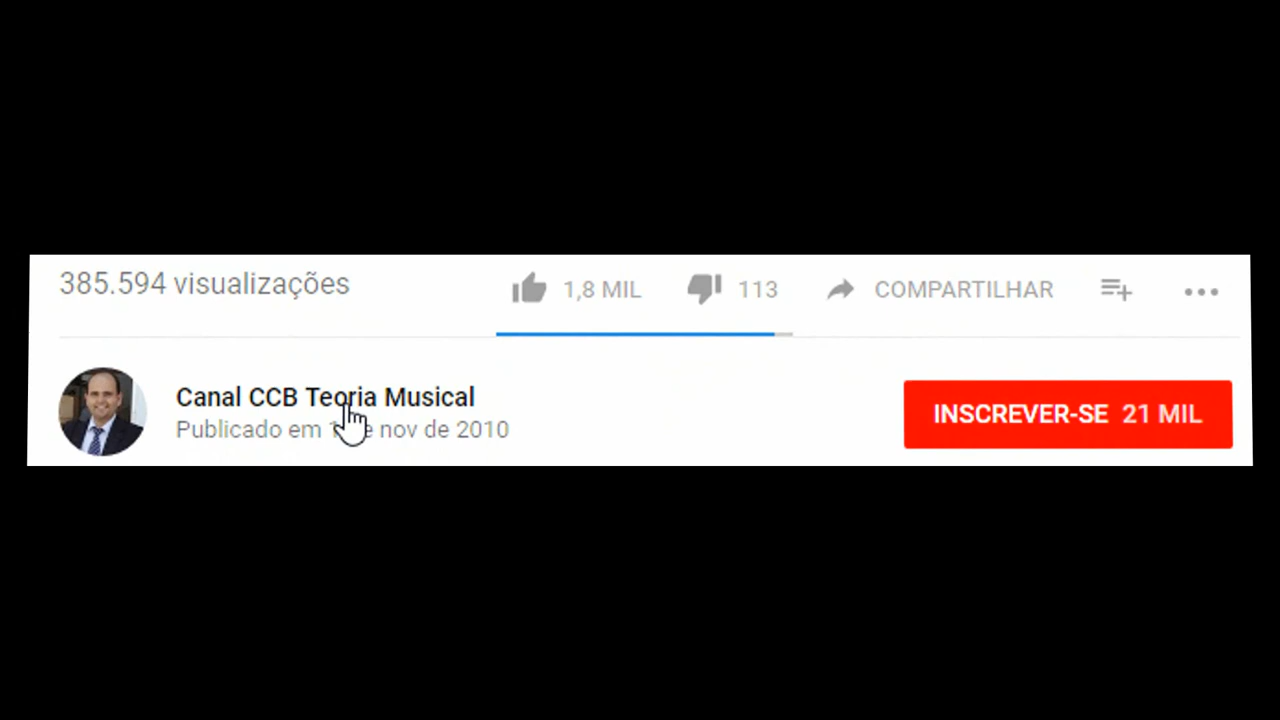 385.594 visualizações
1,8 MIL
113
COMPARTILHAR
Canal CCB Teoria Musical
Publicado em nov de 2010
INSCREVER-SE 21 MIL